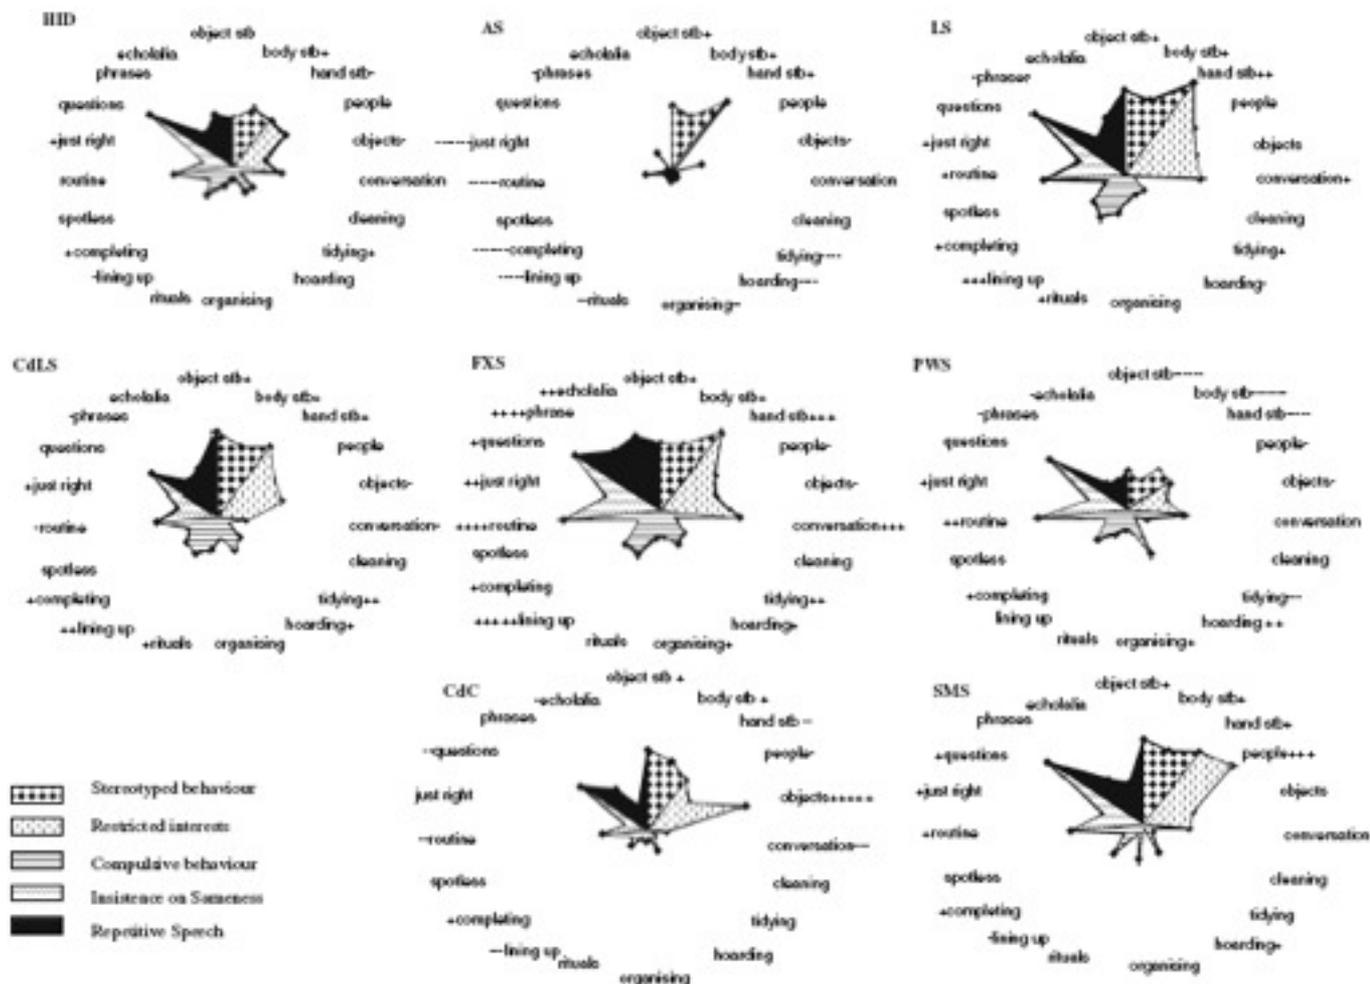 HID
object stb
echolalia
body stb+
phrases
hand stb-
questions
people
+just right
objects-
routine
conversation
spotless
cleaning
+completing
tidying+
-lining up
hoarding
rituals
organising
AS
object stb+
echolalia
body stb+
-phrases
hand stb+
questions
people
just right
objects-
----routine
conversation
spotless
cleaning
-----completing
tidying---
----lining up
hoarding---
--rituals
organising--
LS
object stb+
echolalia
body stb+
-phrases
hand stb++
questions
people
+just right
objects
+routine
conversation+
spotless
cleaning
+completing
tidying+
+++lining up
hoarding-
+rituals
organising
CdLS
object stb+
echolalia
body stb+
-phrases
hand stb+
questions
people
+just right
objects-
-routine
conversation-
spotless
cleaning
+completing
tidying++
++lining up
hoarding+
+rituals
organising
FXS
object stb+
++echolalia
body stb+
++++phrase
hand stb+++
+questions
people-
++just right
objects-
++++routine
conversation+++
spotless
cleaning
+completing
tidying++
+++++lining up
hoarding+
rituals
organising+
PWS
object stb-----
-echolalia
body stb-----
-phrases
hand stb----
questions
people-
+just right
objects-
++routine
conversation
spotless
cleaning
+completing
tidying---
lining up
hoarding++
rituals
organising+
CdC
object stb +
-echolalia
body stb +
phrases
hand stb--
--questions
people-
just right
objects+++++
--routine
conversation---
spotless
cleaning
+completing
tidying
---lining up
hoarding
rituals
organising
SMS
object stb+
echolalia
body stb+
phrases
hand stb+
+questions
people+++
+just right
objects
+routine
conversation
spotless
cleaning
+completing
tidying
-lining up
hoarding+
rituals
organising
Stereotyped behaviour
Restricted interests
Compulsive behaviour
Insistence on Sameness
Repetitive Speech